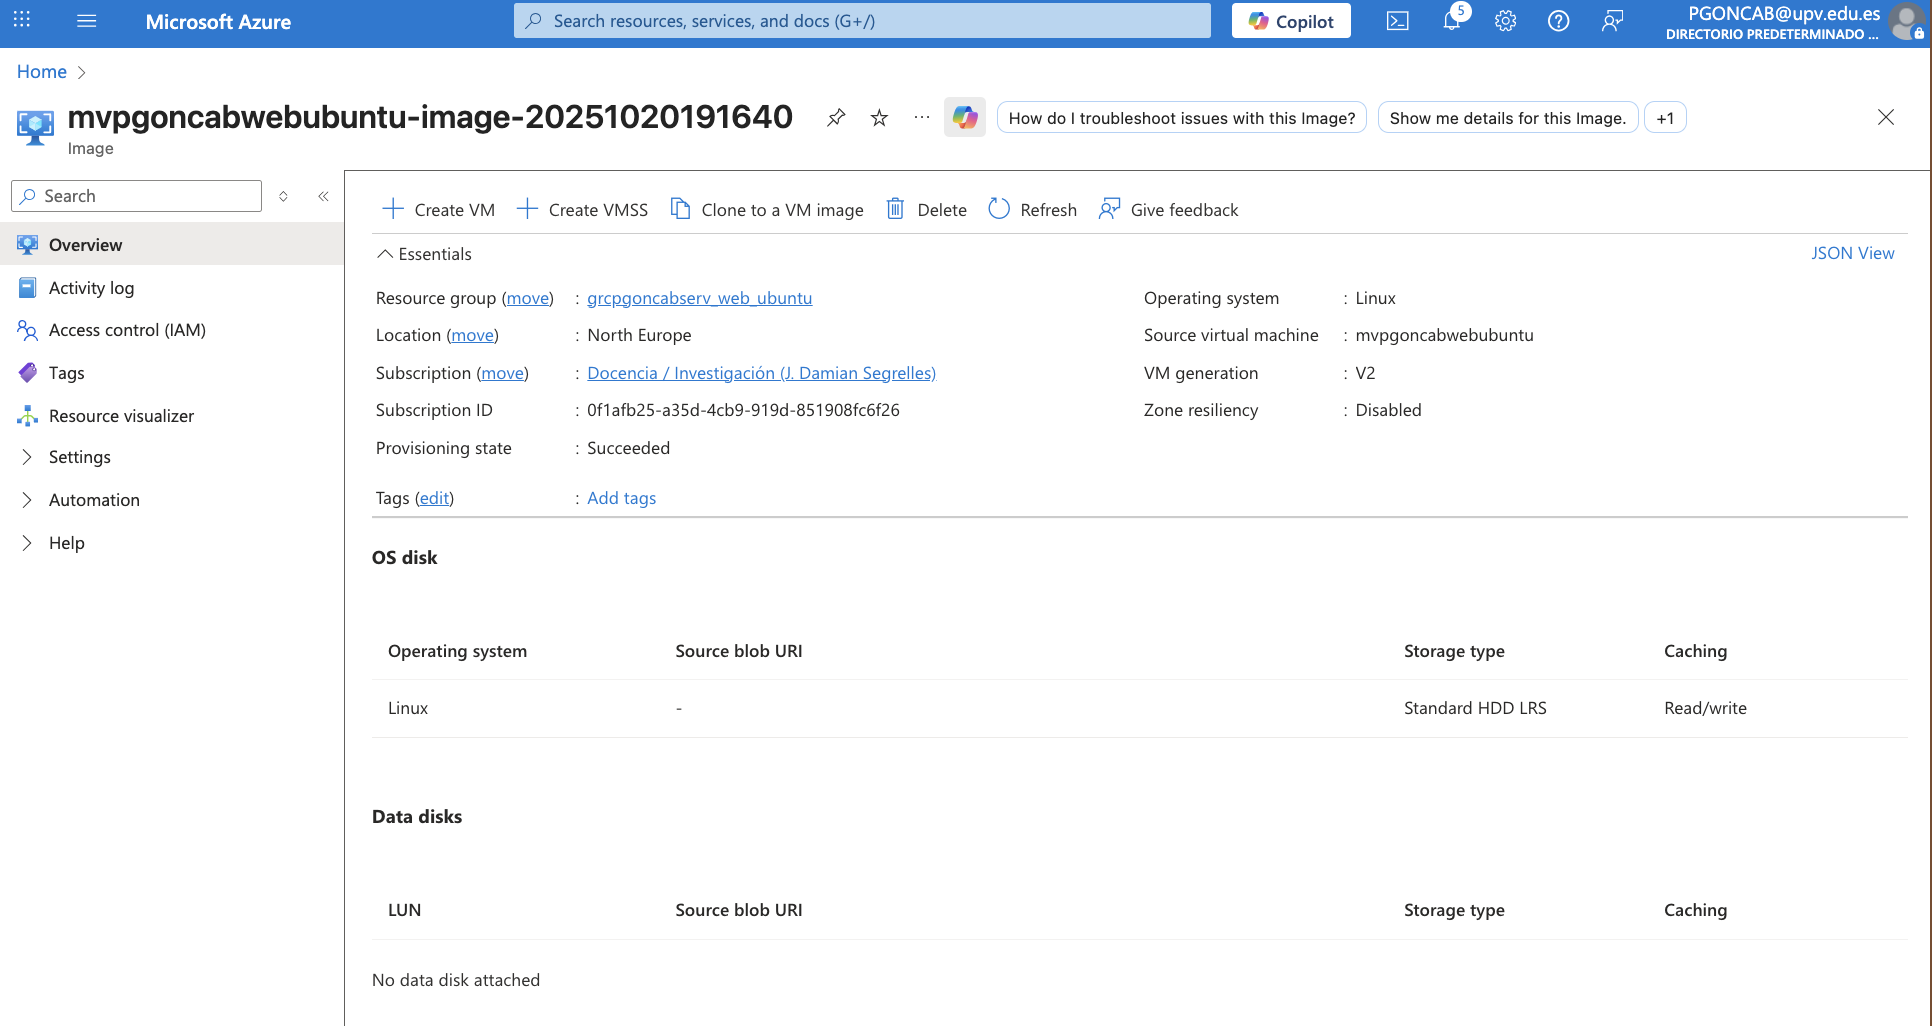 Microsoft Azure
Search resources, services, and docs (G+/)
Copilot
5
PGONCAB@upv.edu.es
DIRECTORIO PREDETERMINADO ...
Home
mvpgoncabwebubuntu-image-20251020191640
Image
How do I troubleshoot issues with this Image?
Show me details for this Image.
+1
Search
Overview
Activity log
Access control (IAM)
Tags
Resource visualizer
Settings
Automation
Help
Create VM
Create VMSS
Clone to a VM image
Delete
Refresh
Give feedback
Essentials
JSON View
Resource group (move) : grcpgoncabserv_web_ubuntu
Location (move) : North Europe
Subscription (move) : Docencia / Investigación (J. Damian Segrelles)
Subscription ID : 0f1afb25-a35d-4cb9-919d-851908fc6f26
Provisioning state : Succeeded
Operating system : Linux
Source virtual machine : mvpgoncabwebubuntu
VM generation : V2
Zone resiliency : Disabled
Tags (edit) : Add tags
OS disk
Operating system Source blob URI Storage type Caching
Linux - Standard HDD LRS Read/write
Data disks
LUN Source blob URI Storage type Caching
No data disk attached